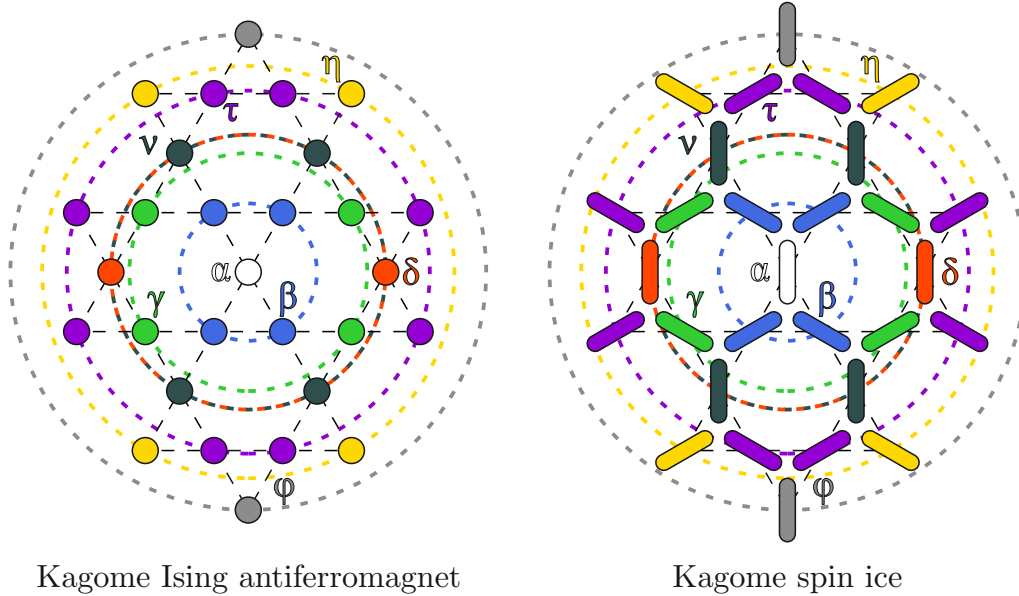 η η
τ τ
ν ν
α δ α δ
γ β γ β
φ φ
Kagome Ising antiferromagnet Kagome spin ice